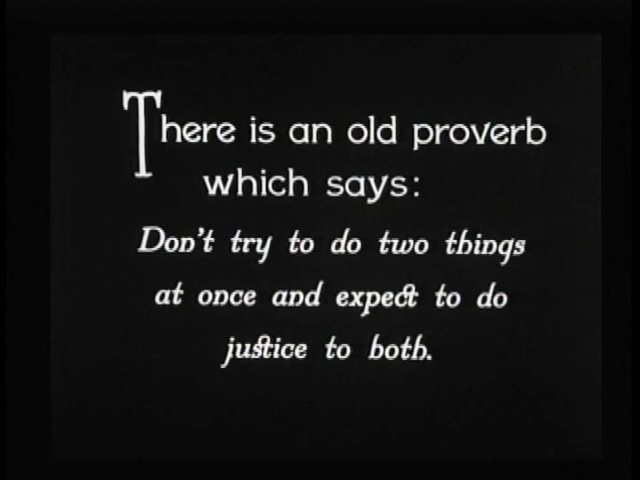 There is an old proverb
which says:
Don't try to do two things
at once and expect to do
justice to both.